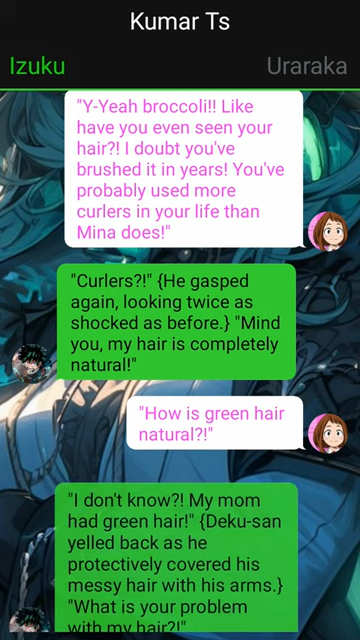 Kumar Ts
Izuku
Uraraka
"Y-Yeah broccoli!! Like
have you even seen your
hair?! I doubt you've
brushed it in years! You've
probably used more
curlers in your life than
Mina does!"
"Curlers?!" {He gasped
again, looking twice as
shocked as before.} "Mind
you, my hair is completely
natural!"
"How is green hair
natural?!"
"I don't know?! My mom
had green hair!" {Deku-san
yelled back as he
protectively covered his
messy hair with his arms.}
"What is your problem
with my hair?!"